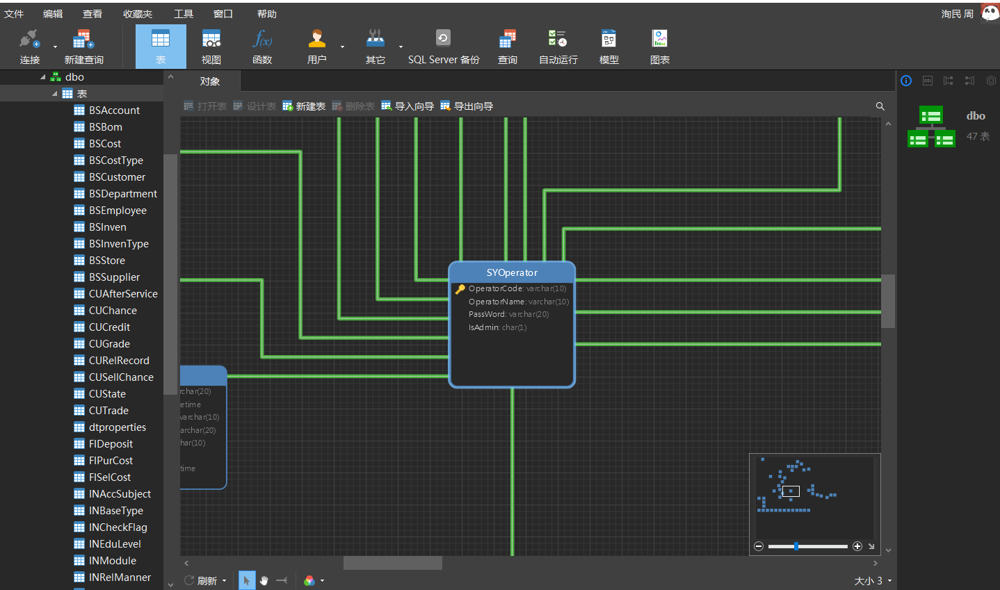 文件 编辑 查看 收藏夹 工具 窗口 帮助 洵民 周
连接 新建查询 表 视图 函数 用户 其它 SQL Server 备份 查询 自动运行 模型 图表
dbo
表
BSAccount
BSBom
BSCost
BSCostType
BSCustomer
BSDepartment
BSEmployee
BSInven
BSInvenType
BSStore
BSSupplier
CUAfterService
CUChance
CUCredit
CUGrade
CURelRecord
CUSellChance
CUState
CUTrade
dtproperties
FIDeposit
FIPurCost
FISelCost
INAccSubject
INBaseType
INCheckFlag
INEduLevel
INModule
INRelManner
对象
打开表 设计表 新建表 删除表 导入向导 导出向导
SYOperator
OperatorCode: varchar(10)
OperatorName: varchar(10)
PassWord: varchar(20)
IsAdmin: char(1)
rchar(20)
etime
varchar(10)
archar(20)
har(10)
time
刷新
大小 3
dbo
47 表